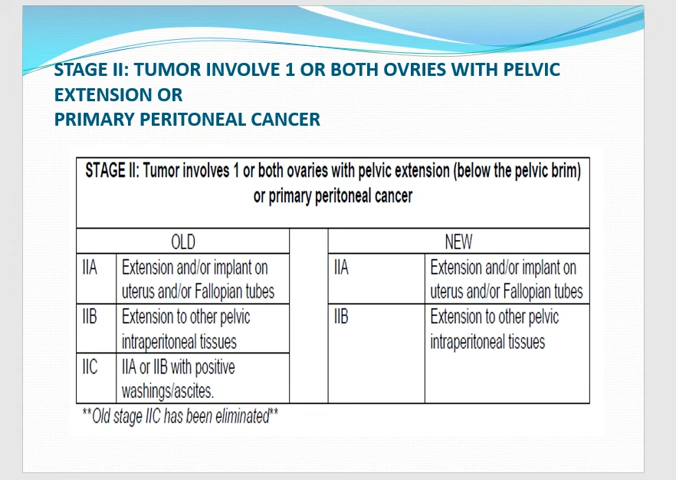 STAGE II: TUMOR INVOLVE 1 OR BOTH OVRIES WITH PELVIC
EXTENSION OR
PRIMARY PERITONEAL CANCER
STAGE II: Tumor involves 1 or both ovaries with pelvic extension (below the pelvic brim)
or primary peritoneal cancer
OLD
IIA
Extension and/or implant on
uterus and/or Fallopian tubes
IIB
Extension to other pelvic
intraperitoneal tissues
IIC
IIA or IIB with positive
washings/ascites.
NEW
IIA
Extension and/or implant on
uterus and/or Fallopian tubes
IIB
Extension to other pelvic
intraperitoneal tissues
**Old stage IIC has been eliminated**